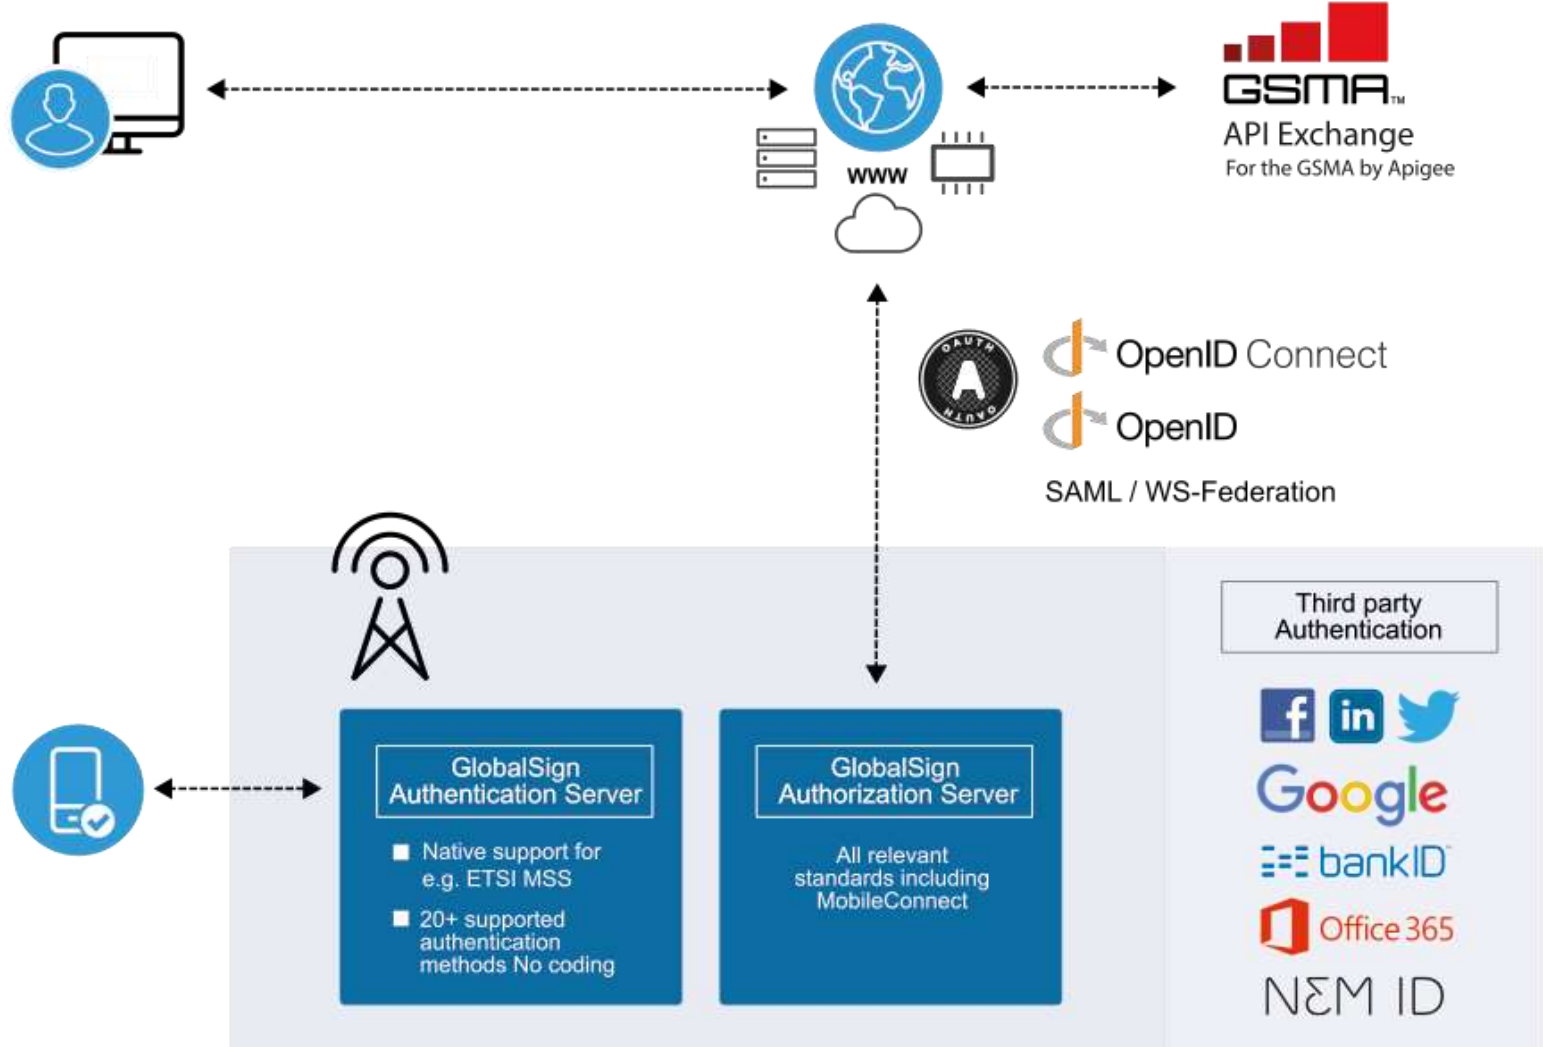 GSMA™
API Exchange
For the GSMA by Apigee
www
OAUTH
A
OAUTH
OpenID Connect
OpenID
SAML / WS-Federation
GlobalSign
Authentication Server
Native support for
e.g. ETSI MSS
20+ supported
authentication
methods No coding
GlobalSign
Authorization Server
All relevant
standards including
MobileConnect
Third party
Authentication
f
in
Google
bankID
Office 365
NEM ID